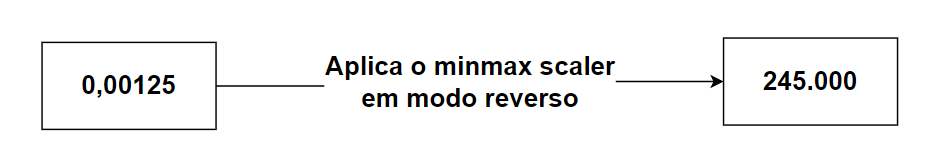 0,00125
Aplica o minmax scaler
em modo reverso
245.000